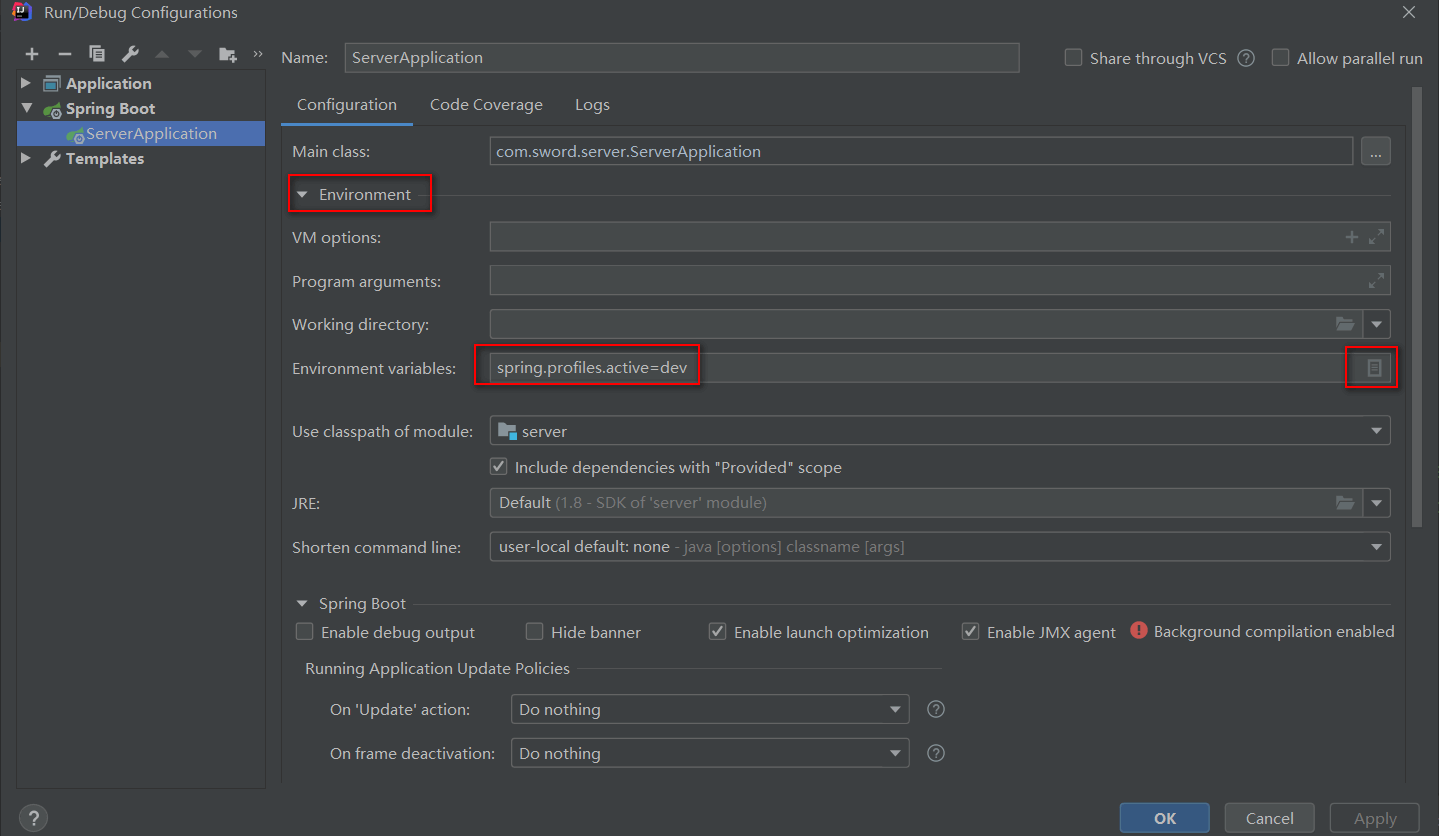 Run/Debug Configurations
Name: ServerApplication
Share through VCS ?
Allow parallel run
Application
Spring Boot
ServerApplication
Templates
Configuration Code Coverage Logs
Main class: com.sword.server.ServerApplication ...
Environment
VM options:
Program arguments:
Working directory:
Environment variables: spring.profiles.active=dev
Use classpath of module: server
Include dependencies with "Provided" scope
JRE: Default (1.8 - SDK of 'server' module)
Shorten command line: user-local default: none - java [options] classname [args]
Spring Boot
Enable debug output Hide banner Enable launch optimization Enable JMX agent Background compilation enabled
Running Application Update Policies
On 'Update' action: Do nothing ?
On frame deactivation: Do nothing ?
? OK Cancel Apply